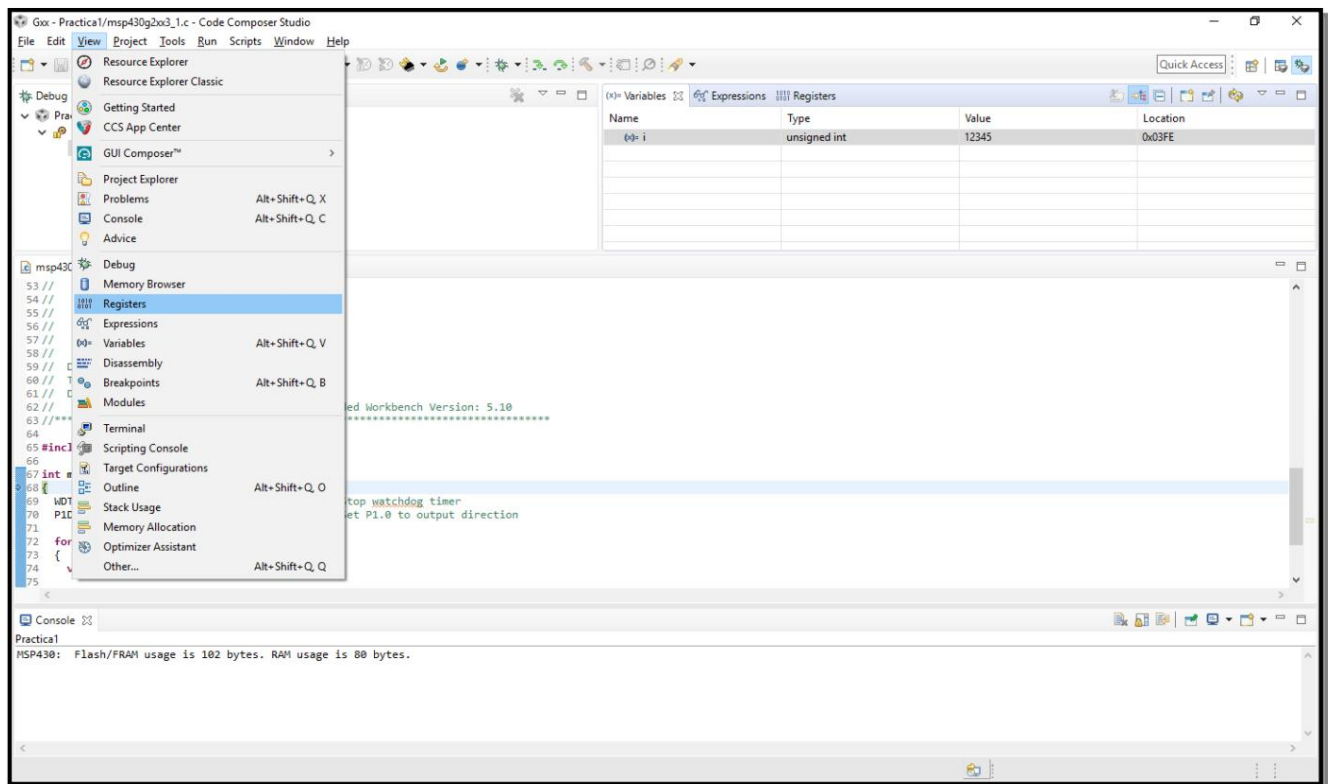 Gxx - Practica1/msp430g2xx3_1.c - Code Composer Studio
File Edit View Project Tools Run Scripts Window Help
Quick Access
Resource Explorer
Resource Explorer Classic
Getting Started
CCS App Center
GUI Composer™
Project Explorer
Problems Alt+Shift+Q, X
Console Alt+Shift+Q, C
Advice
Debug
Memory Browser
Registers
Expressions
Variables Alt+Shift+Q, V
Disassembly
Breakpoints Alt+Shift+Q, B
Modules
Terminal
Scripting Console
Target Configurations
Outline Alt+Shift+Q, O
Stack Usage
Memory Allocation
Optimizer Assistant
Other... Alt+Shift+Q, Q
Debug
Pra
(x)= Variables Expressions Registers
Name Type Value Location
(x)= i unsigned int 12345 0x03FE
msp430
53 //
54 //
55 //
56 //
57 //
58 //
59 // D
60 // T
61 // D
62 // ed Workbench Version: 5.10
63 //*** *********************************
64
65 #incl
66
67 int m
68 {
69 WDT top watchdog timer
70 P1D et P1.0 to output direction
71
72 for
73 {
74 v
75
Console
Practica1
MSP430: Flash/FRAM usage is 102 bytes. RAM usage is 80 bytes.